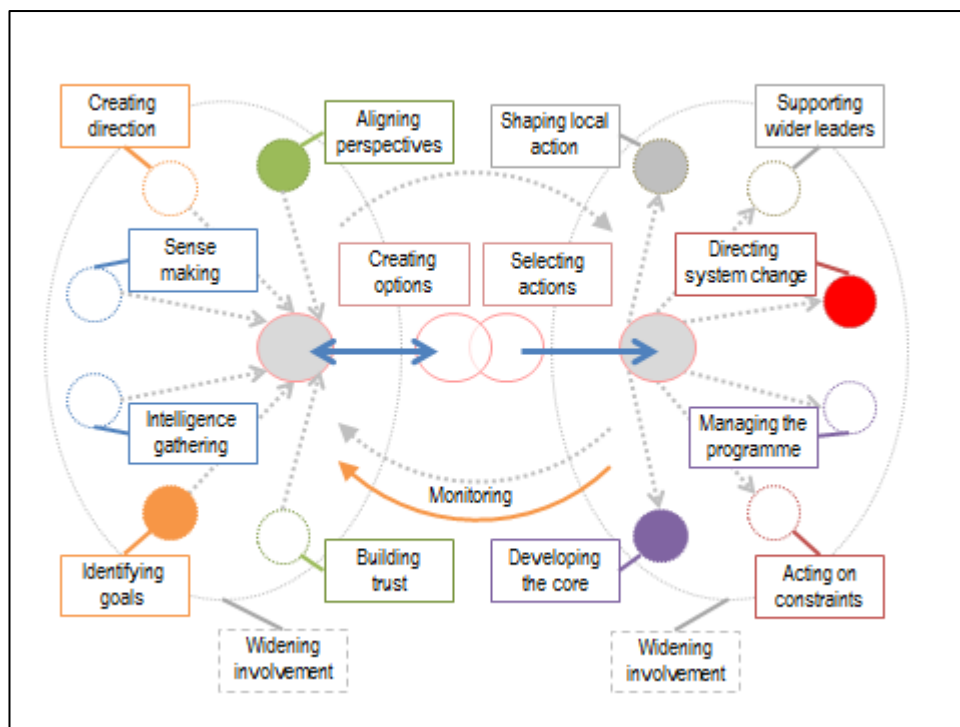 Creating
direction
Aligning
perspectives
Shaping local
action
Supporting
wider leaders
Sense
making
Creating
options
Selecting
actions
Directing
system change
Intelligence
gathering
Managing the
programme
Monitoring
Identifying
goals
Building
trust
Developing
the core
Acting on
constraints
Widening
involvement
Widening
involvement